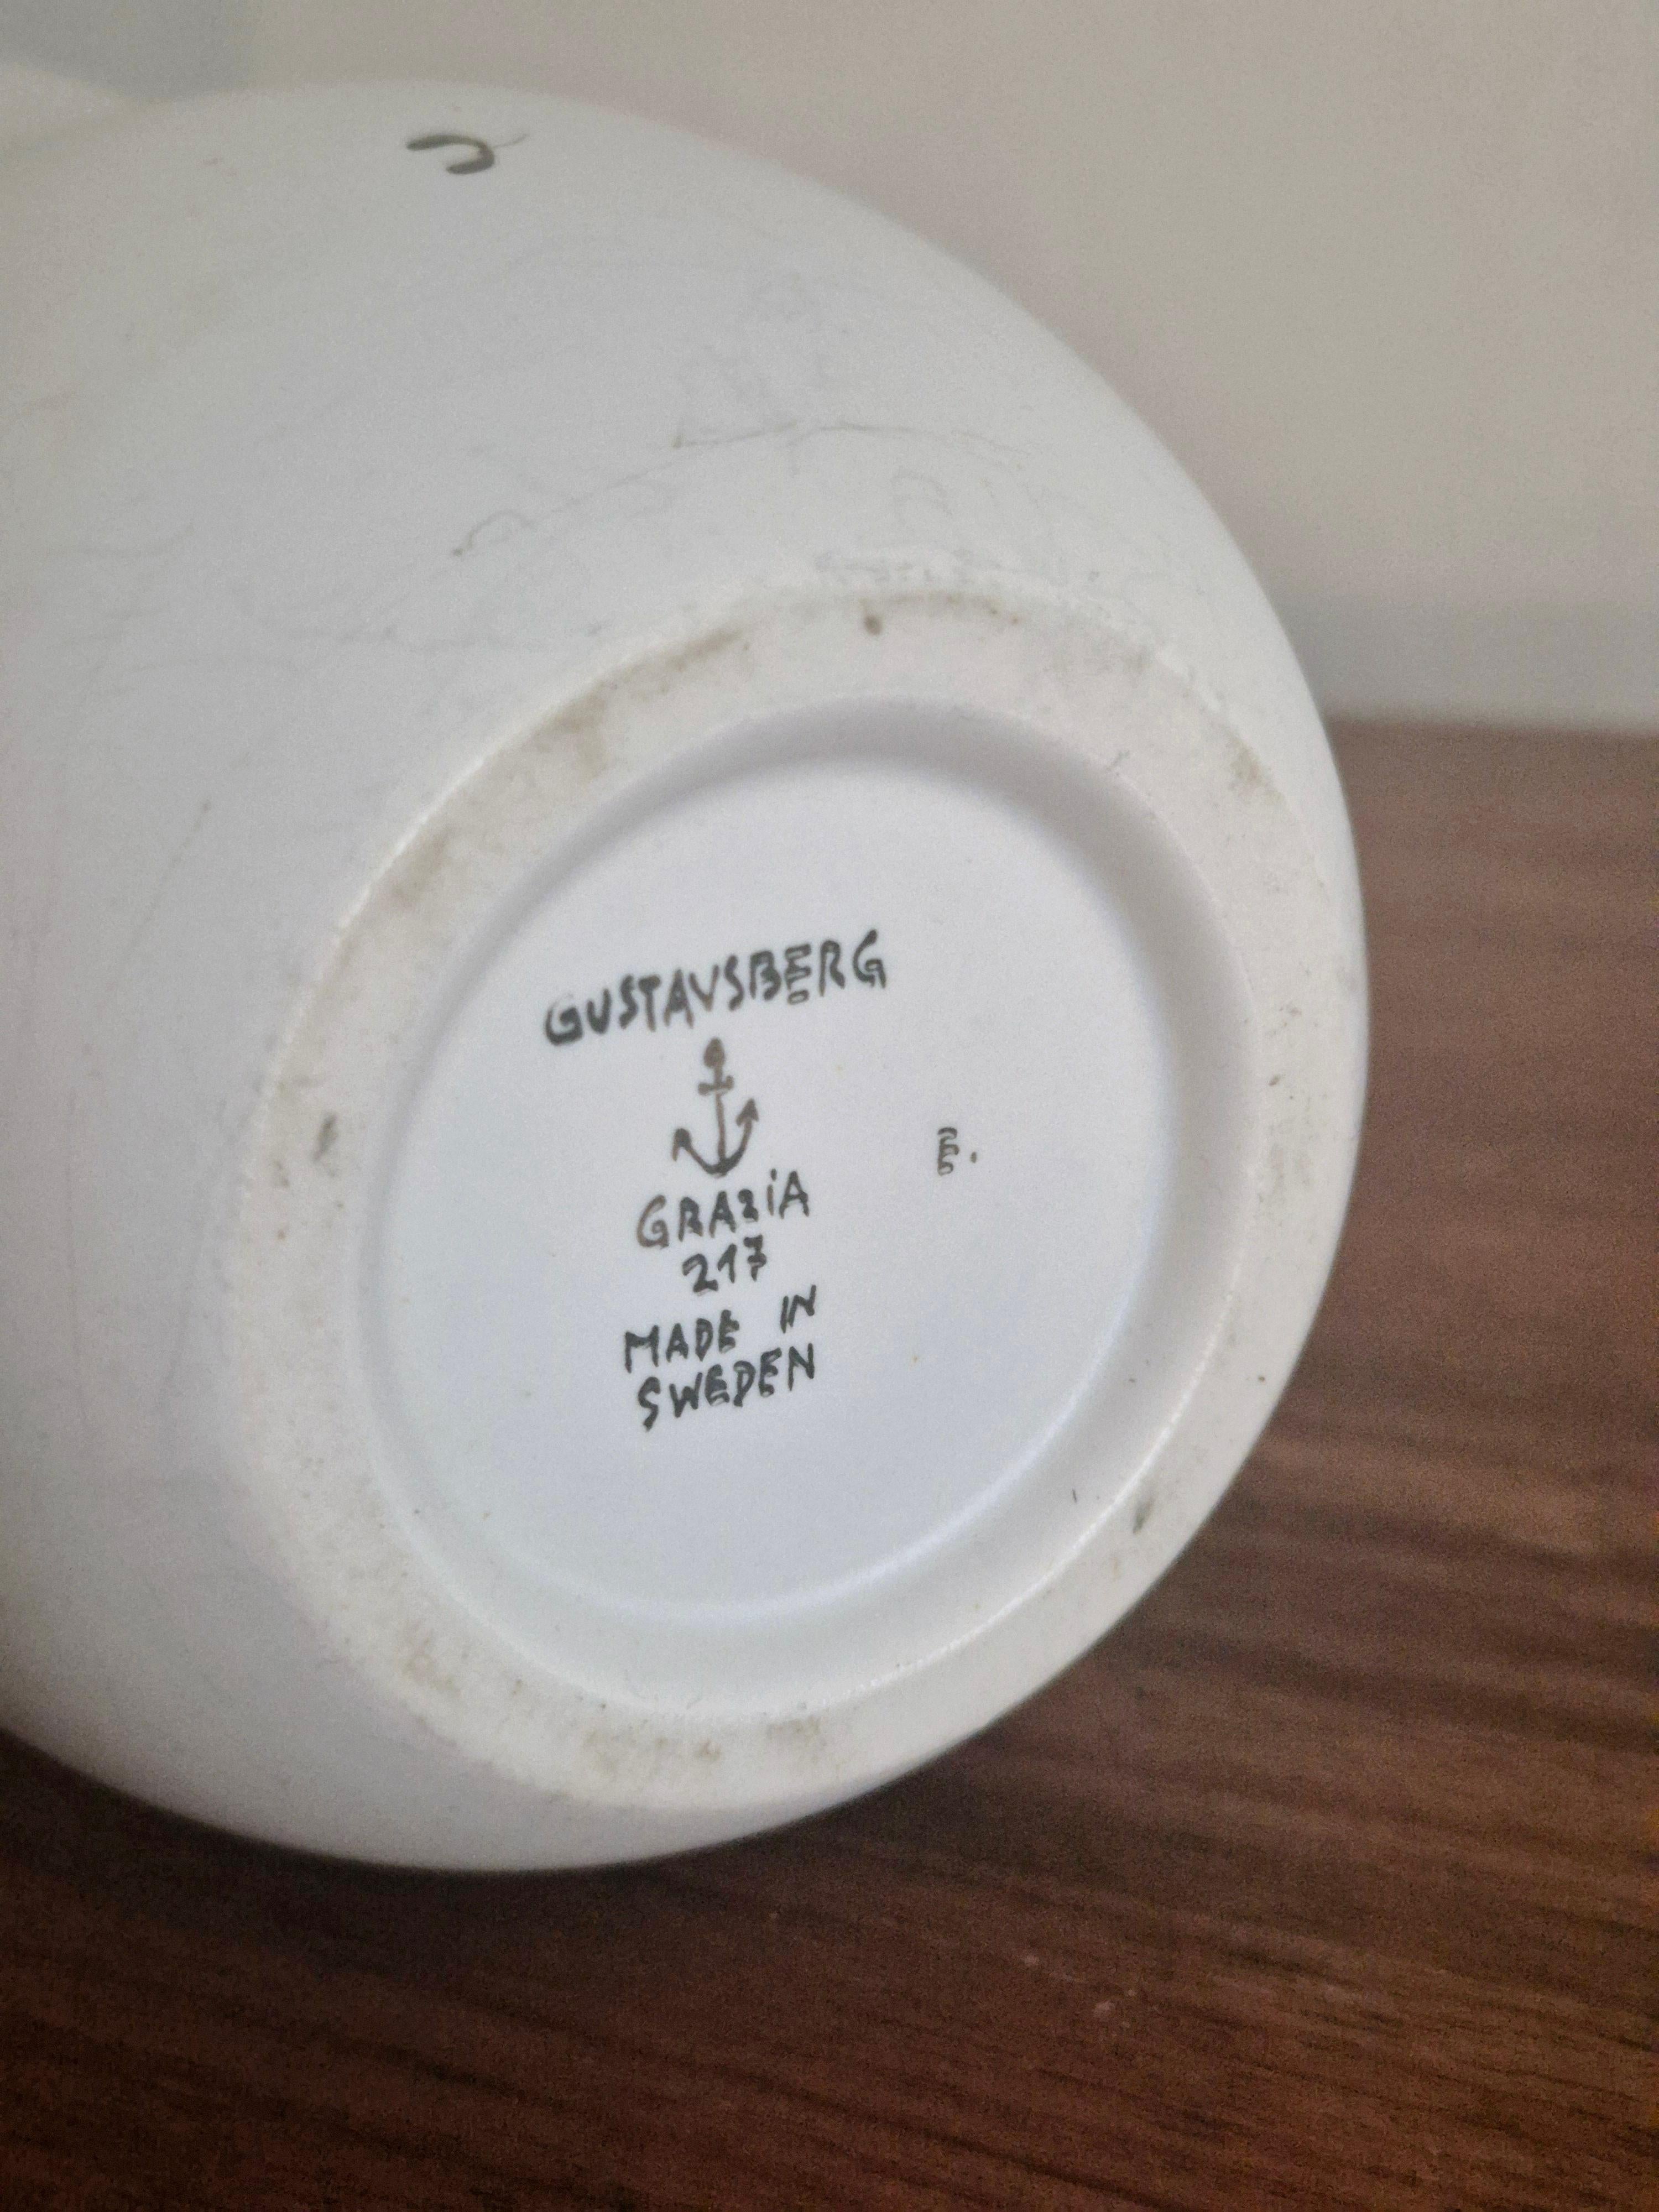 GUSTAVSBERG
GRAZiA
217
MADE IN
SWEDEN
E.